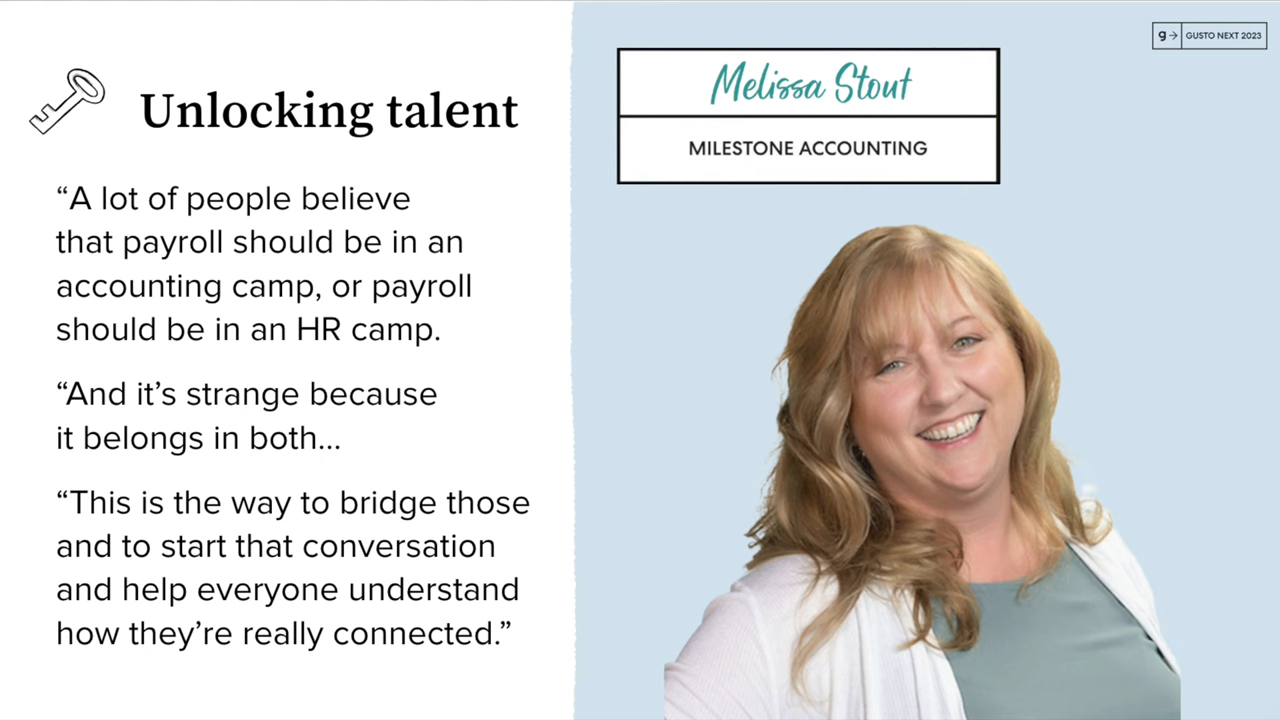 Unlocking talent
“A lot of people believe
that payroll should be in an
accounting camp, or payroll
should be in an HR camp.
“And it’s strange because
it belongs in both...
“This is the way to bridge those
and to start that conversation
and help everyone understand
how they’re really connected.”
Melissa Stout
MILESTONE ACCOUNTING
g→ GUSTO NEXT 2023